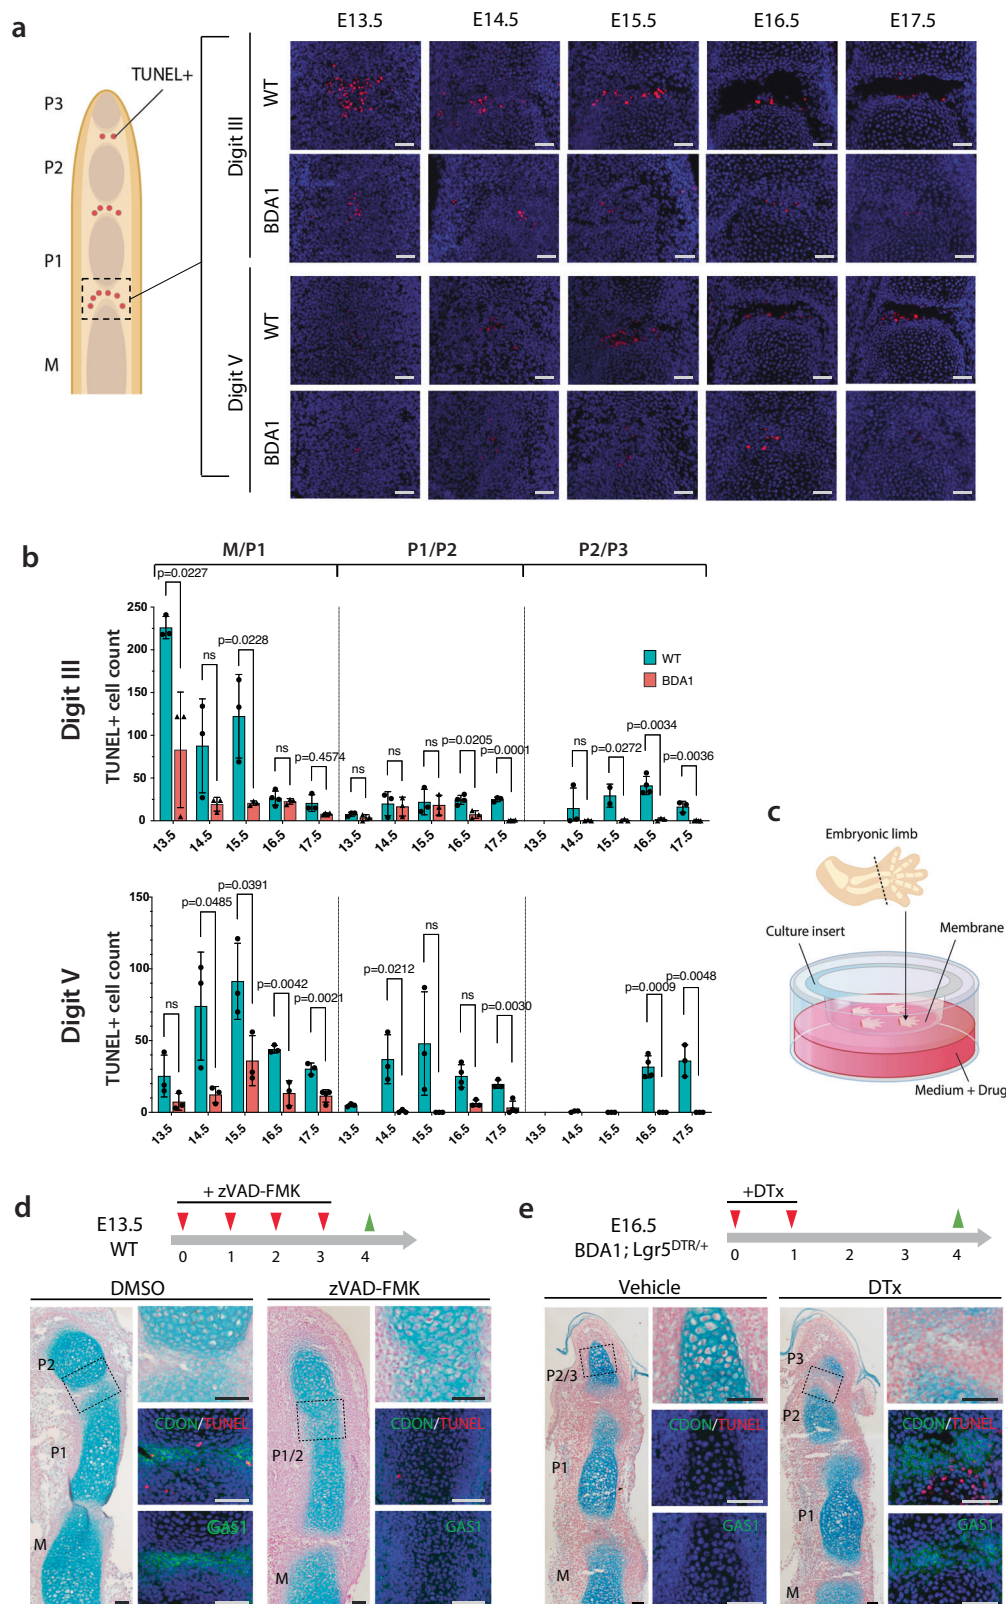 a
E13.5 E14.5 E15.5 E16.5 E17.5
TUNEL+
P3
P2
P1
M
Digit III
WT
BDA1
Digit V
WT
BDA1
b
M/P1 P1/P2 P2/P3
Digit III
TUNEL+ cell count
250
200
150
100
50
0
p=0.0227
ns
p=0.0228
ns
p=0.4574
ns
ns
ns
p=0.0205
p=0.0001
ns
p=0.0272
p=0.0034
p=0.0036
WT
BDA1
13.5 14.5 15.5 16.5 17.5 13.5 14.5 15.5 16.5 17.5 13.5 14.5 15.5 16.5 17.5
Digit V
TUNEL+ cell count
150
100
50
0
ns
p=0.0485
p=0.0391
p=0.0042
p=0.0021
p=0.0212
ns
ns
p=0.0030
p=0.0009
p=0.0048
13.5 14.5 15.5 16.5 17.5 13.5 14.5 15.5 16.5 17.5 13.5 14.5 15.5 16.5 17.5
c
Embryonic limb
Culture insert
Membrane
Medium + Drug
d
+ zVAD-FMK
E13.5
WT
0 1 2 3 4
DMSO zVAD-FMK
P2
P1
M
CDON/TUNEL
GAS1
P1/2
M
CDON/TUNEL
GAS1
e
+DTx
E16.5
BDA1; Lgr5DTR/+
0 1 2 3 4
Vehicle DTx
P2/3
P1
M
CDON/TUNEL
GAS1
P3
P2
P1
M
CDON/TUNEL
GAS1